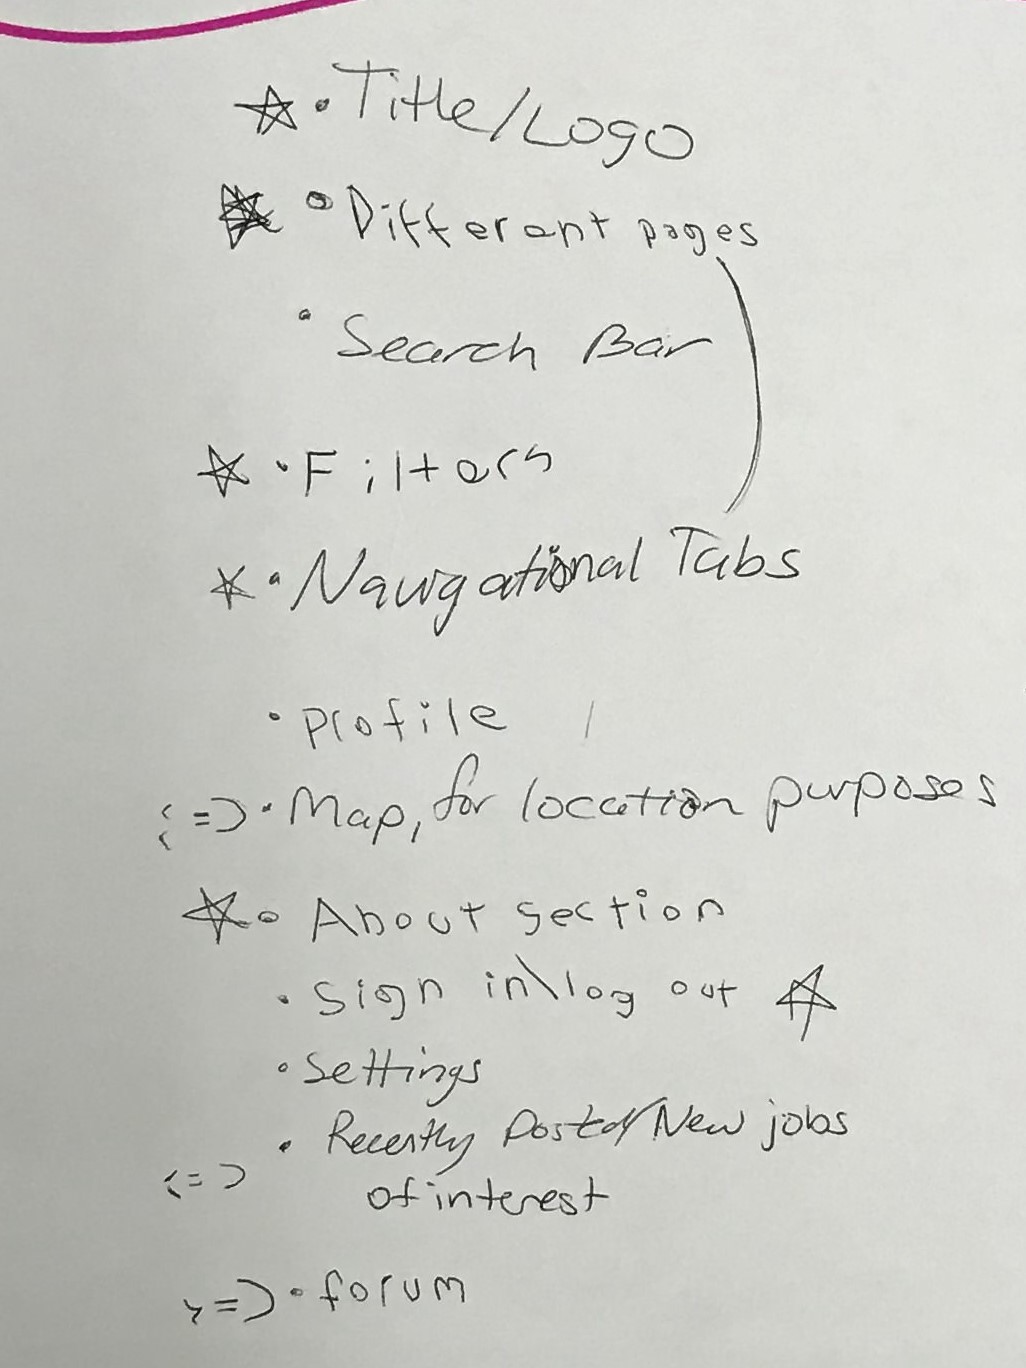 ☆ • Title/Logo
☆ • Different pages
• Search Bar
☆ • Filters
☆ • Navigational Tabs
• Profile
<=> • Map, for location purposes
☆ • About section
• Sign in\log out ☆
• Settings
• Recently Posted/New jobs
<=> of interest
>=> • forum